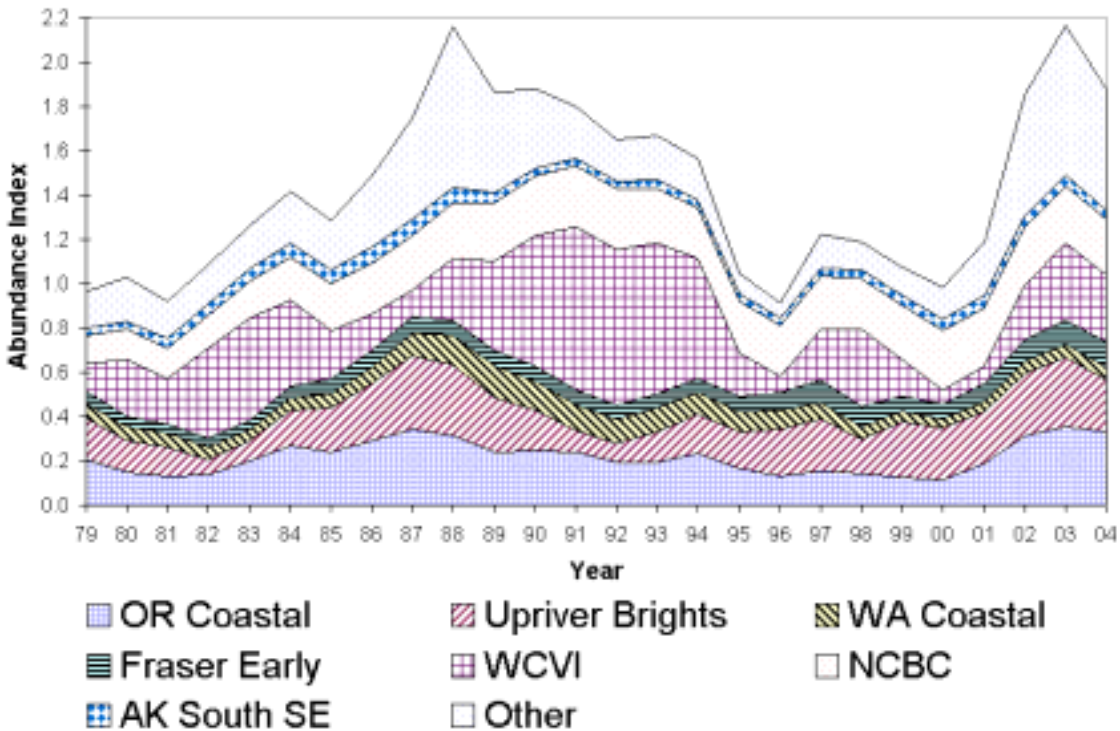 2.2
2.0
1.8
1.6
1.4
1.2
1.0
0.8
0.6
0.4
0.2
0.0
Abundance Index
79 80 81 82 83 84 85 86 87 88 89 90 91 92 93 94 95 96 97 98 99 00 01 02 03 04
Year
OR Coastal Upriver Brights WA Coastal
Fraser Early WCVI NCBC
AK South SE Other